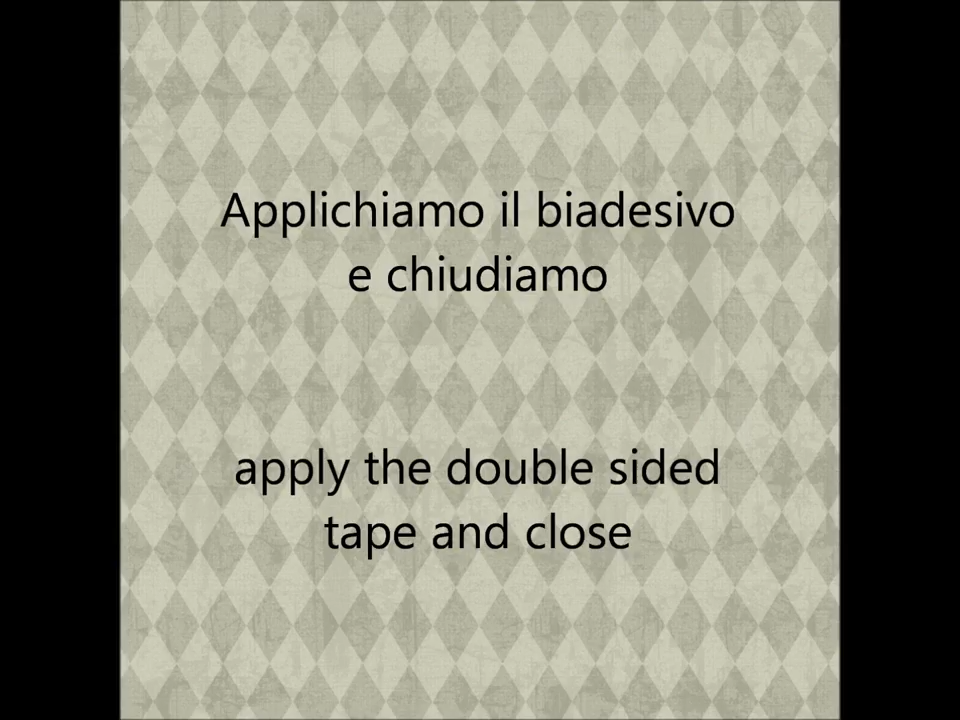 Applichiamo il biadesivo
e chiudiamo
apply the double sided
tape and close